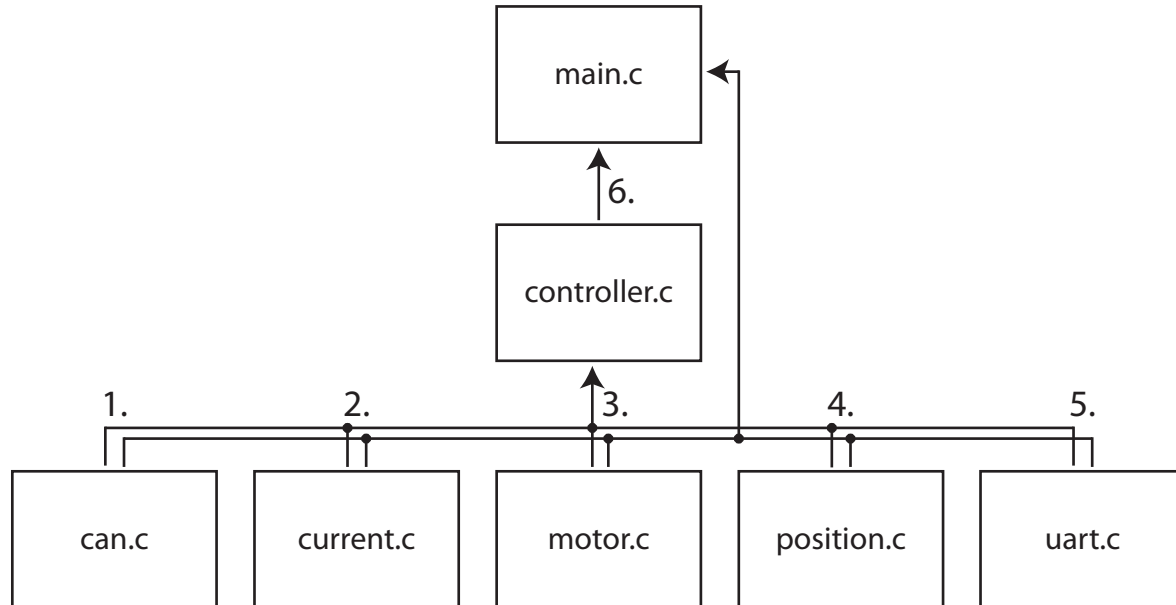 main.c
6.
controller.c
1. 2. 3. 4. 5.
can.c current.c motor.c position.c uart.c